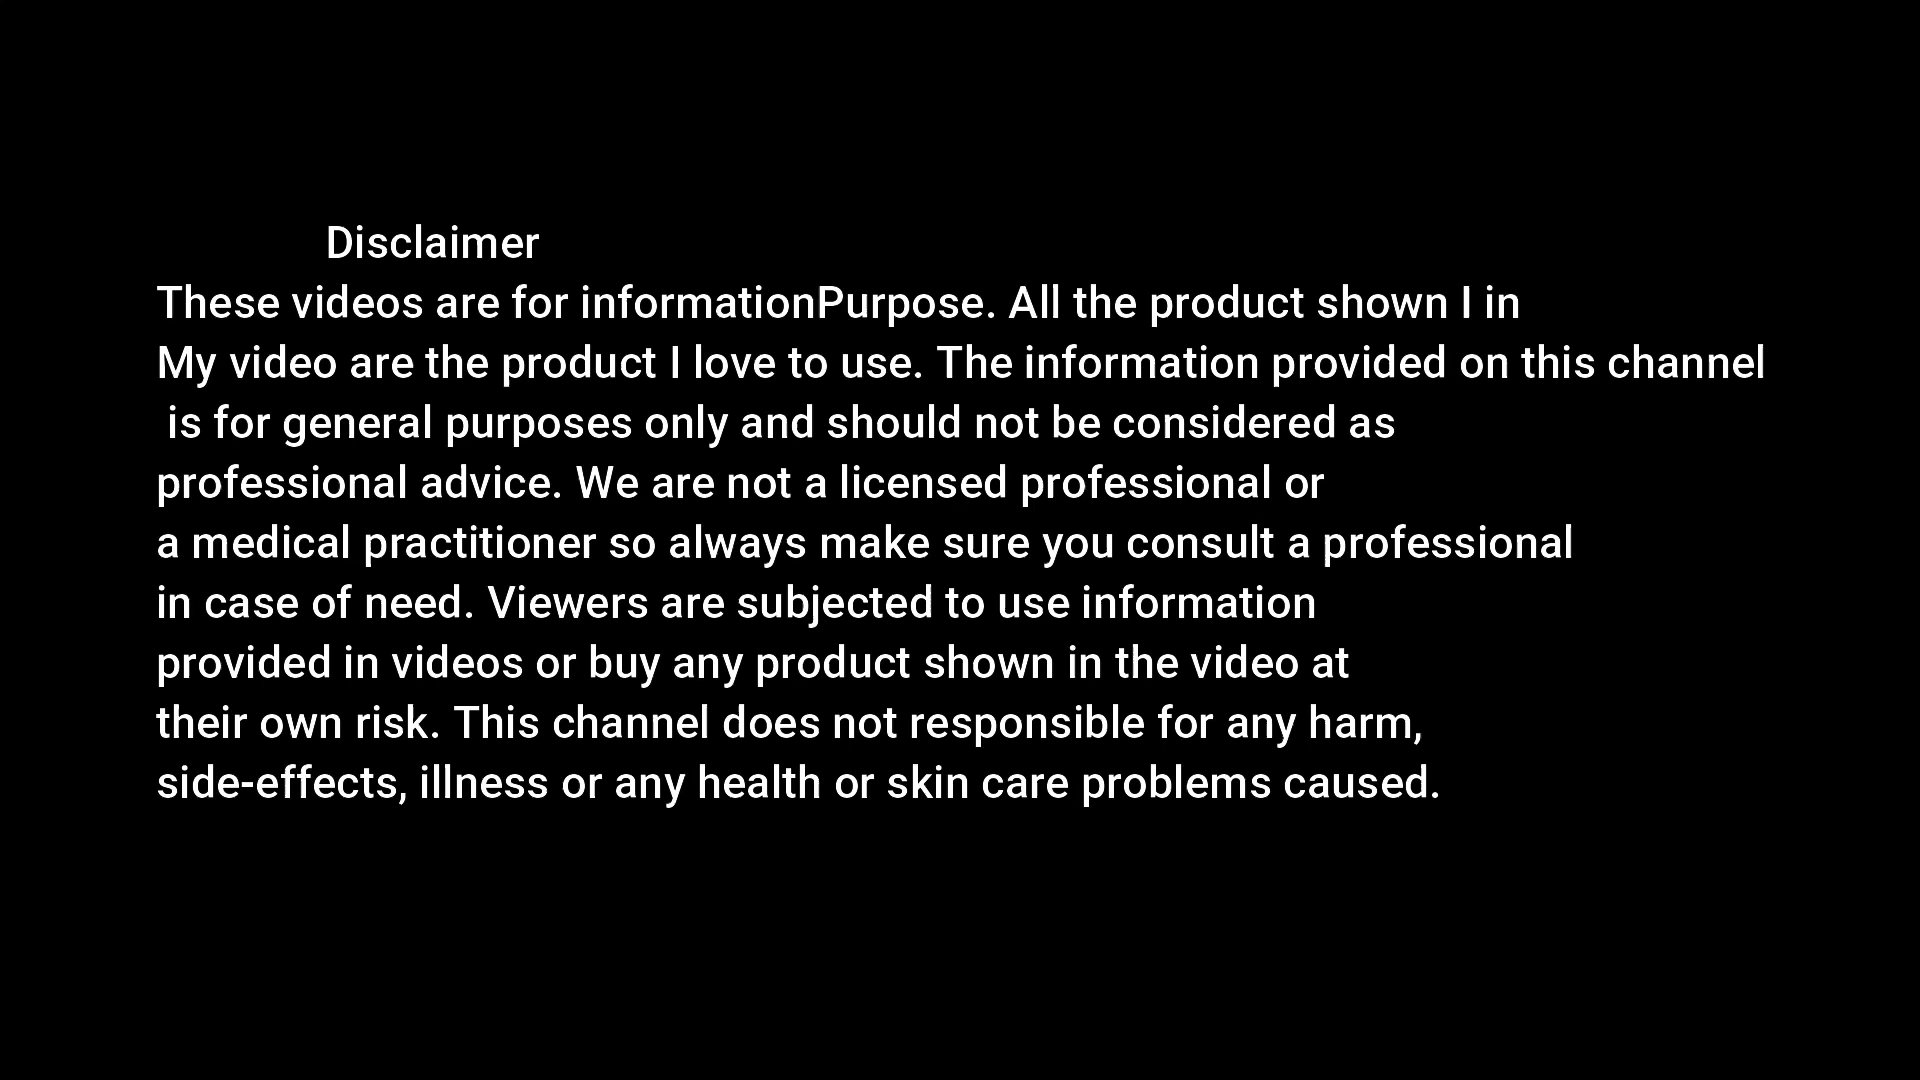 Disclaimer
These videos are for informationPurpose. All the product shown I in
My video are the product I love to use. The information provided on this channel
is for general purposes only and should not be considered as
professional advice. We are not a licensed professional or
a medical practitioner so always make sure you consult a professional
in case of need. Viewers are subjected to use information
provided in videos or buy any product shown in the video at
their own risk. This channel does not responsible for any harm,
side-effects, illness or any health or skin care problems caused.